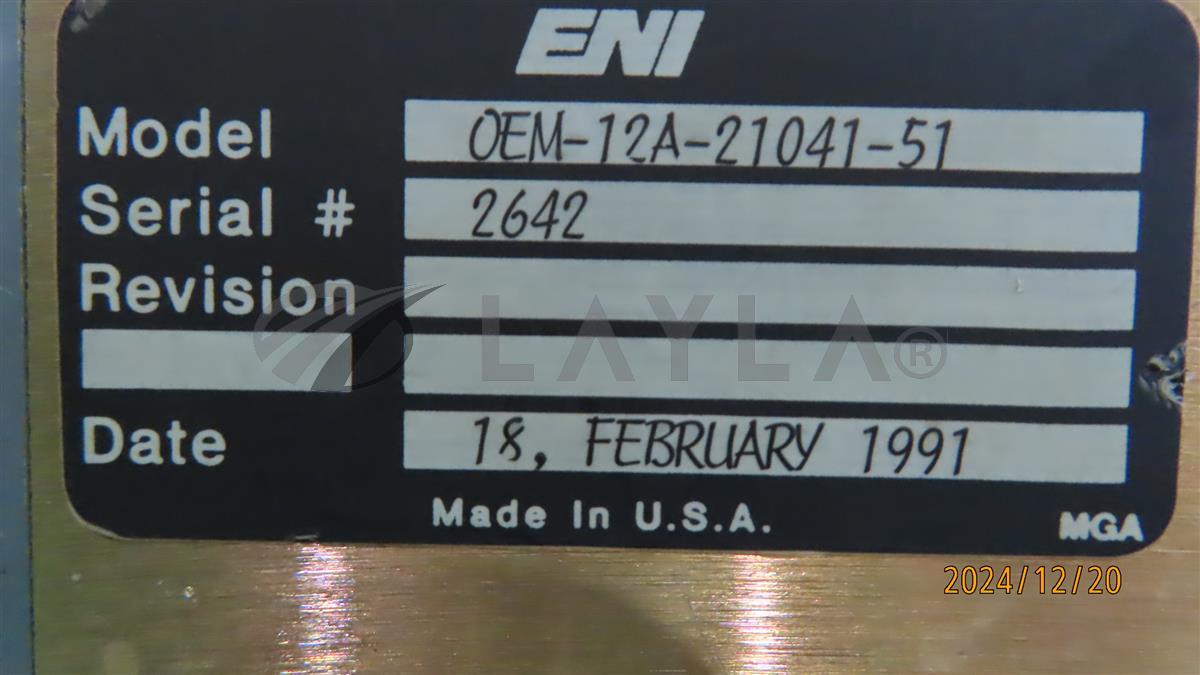 ENI
Model OEM-12A-21041-51
Serial # 2642
Revision
LAYLA®
Date 18, FEBRUARY 1991
Made In U.S.A.
MGA
2024/12/20